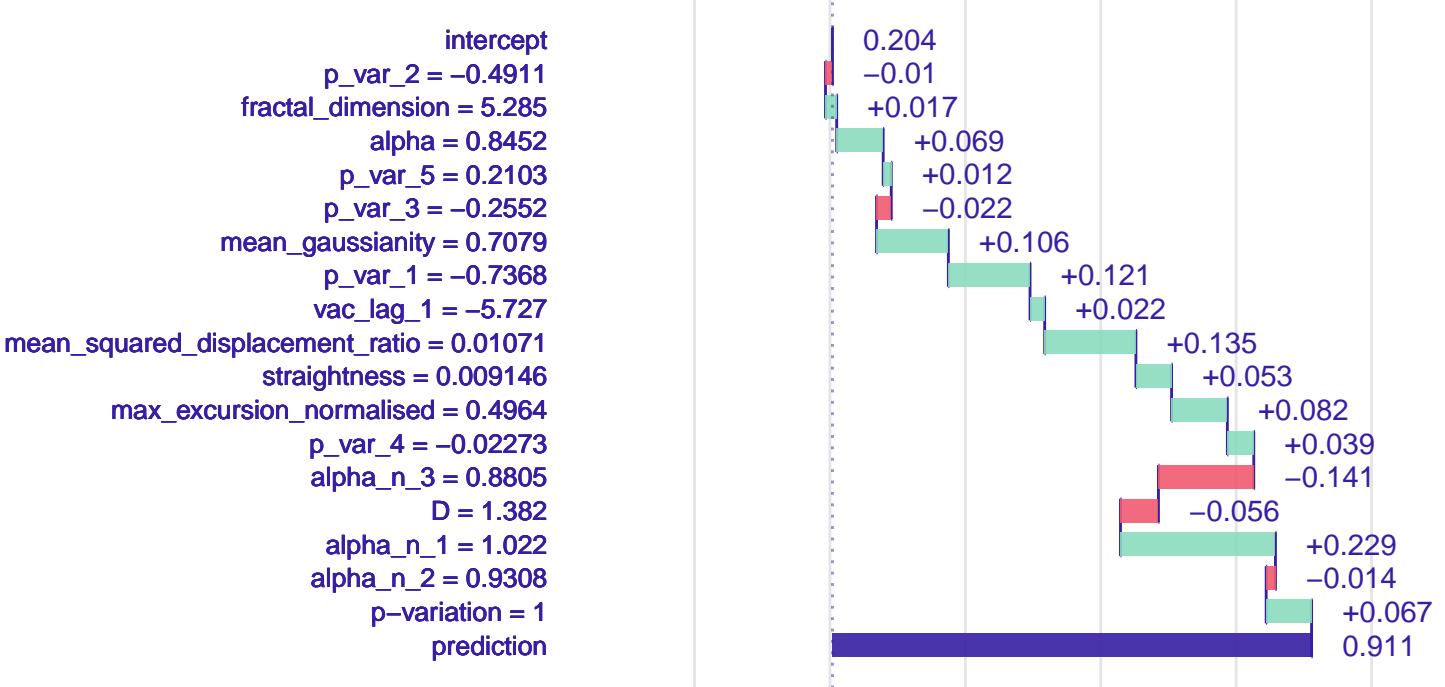 intercept 0.204
p_var_2 = −0.4911 −0.01
fractal_dimension = 5.285 +0.017
alpha = 0.8452 +0.069
p_var_5 = 0.2103 +0.012
p_var_3 = −0.2552 −0.022
mean_gaussianity = 0.7079 +0.106
p_var_1 = −0.7368 +0.121
vac_lag_1 = −5.727 +0.022
mean_squared_displacement_ratio = 0.01071 +0.135
straightness = 0.009146 +0.053
max_excursion_normalised = 0.4964 +0.082
p_var_4 = −0.02273 +0.039
alpha_n_3 = 0.8805 −0.141
D = 1.382 −0.056
alpha_n_1 = 1.022 +0.229
alpha_n_2 = 0.9308 −0.014
p−variation = 1 +0.067
prediction 0.911